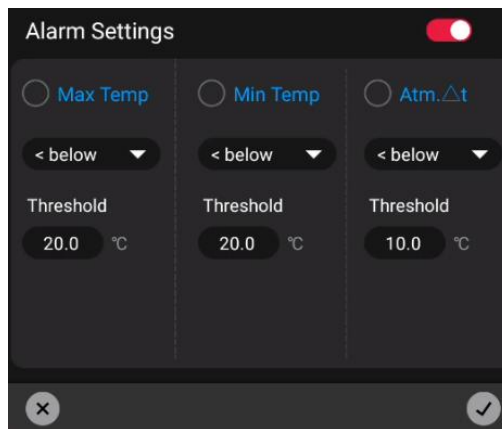 Alarm Settings
Max Temp Min Temp Atm.△t
< below < below < below
Threshold Threshold Threshold
20.0 ℃ 20.0 ℃ 10.0 ℃